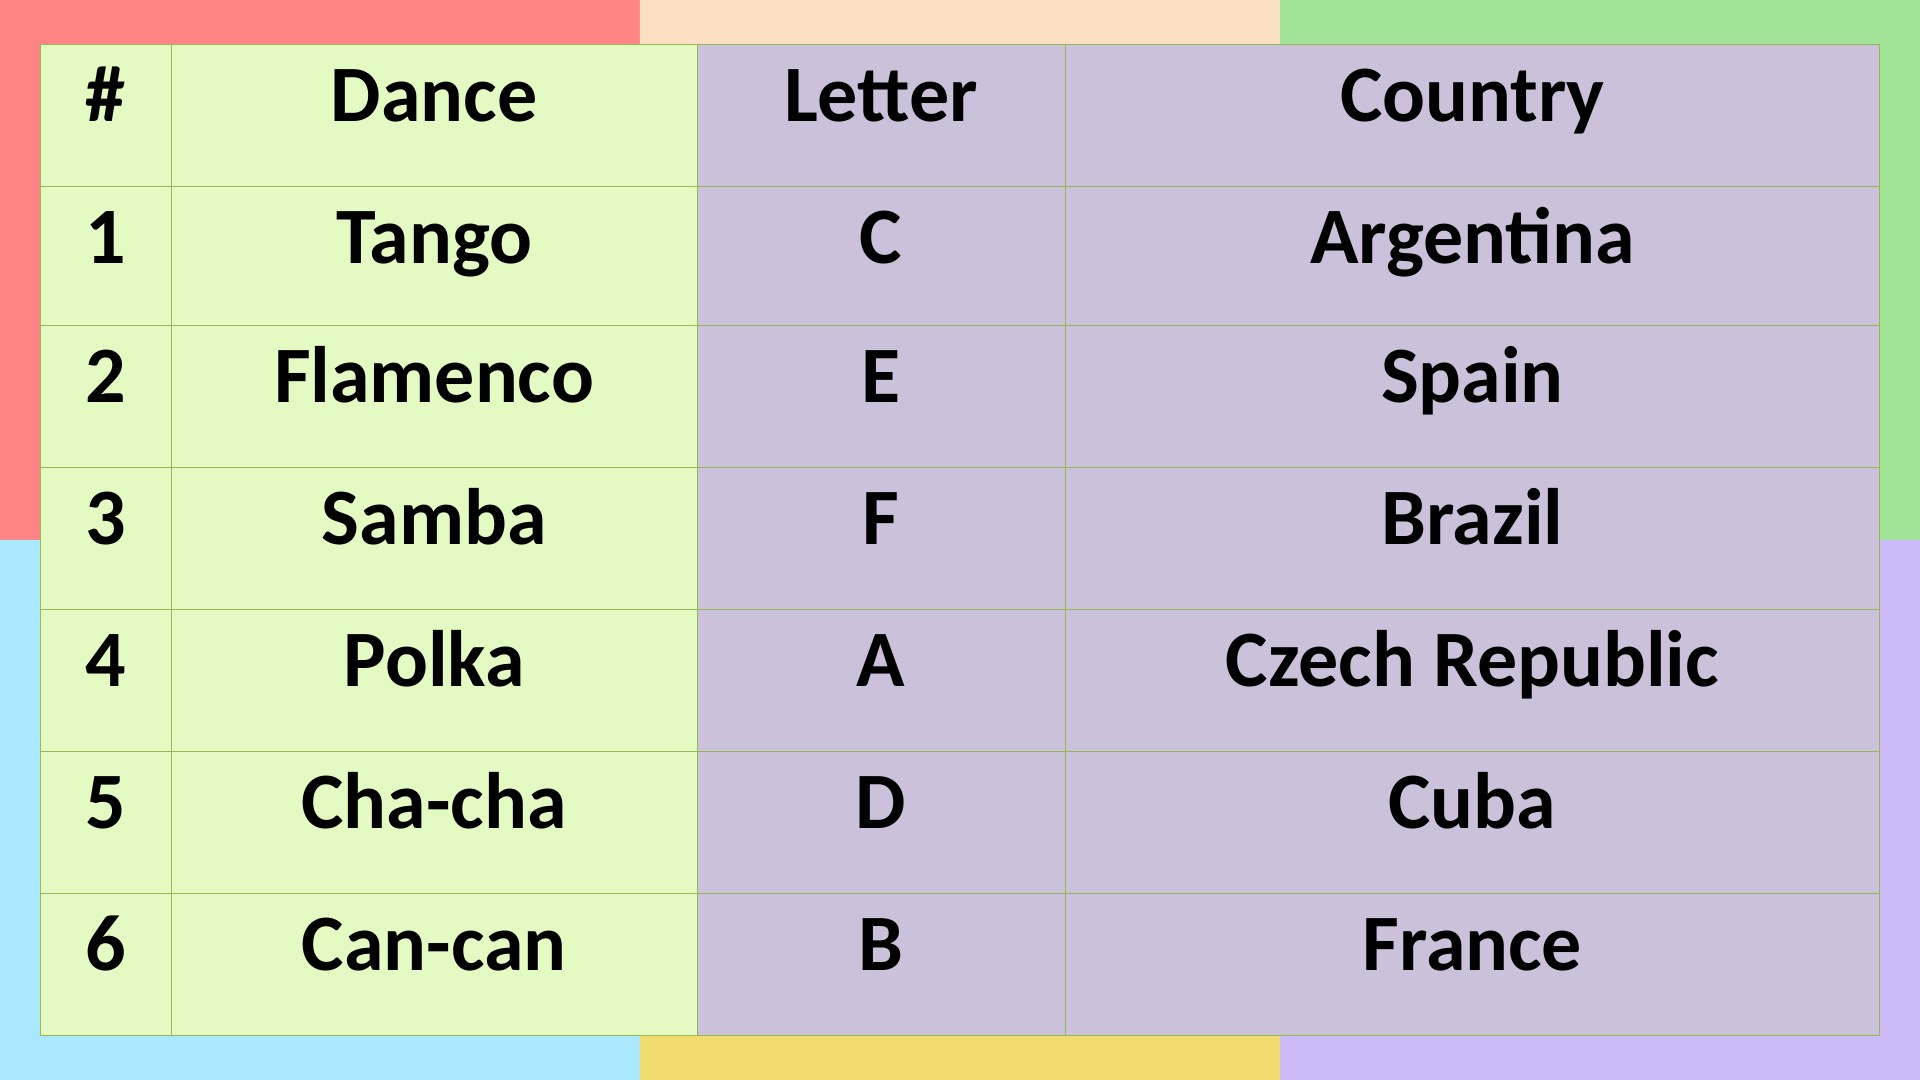 # Dance Letter Country
1 Tango C Argentina
2 Flamenco E Spain
3 Samba F Brazil
4 Polka A Czech Republic
5 Cha-cha D Cuba
6 Can-can B France